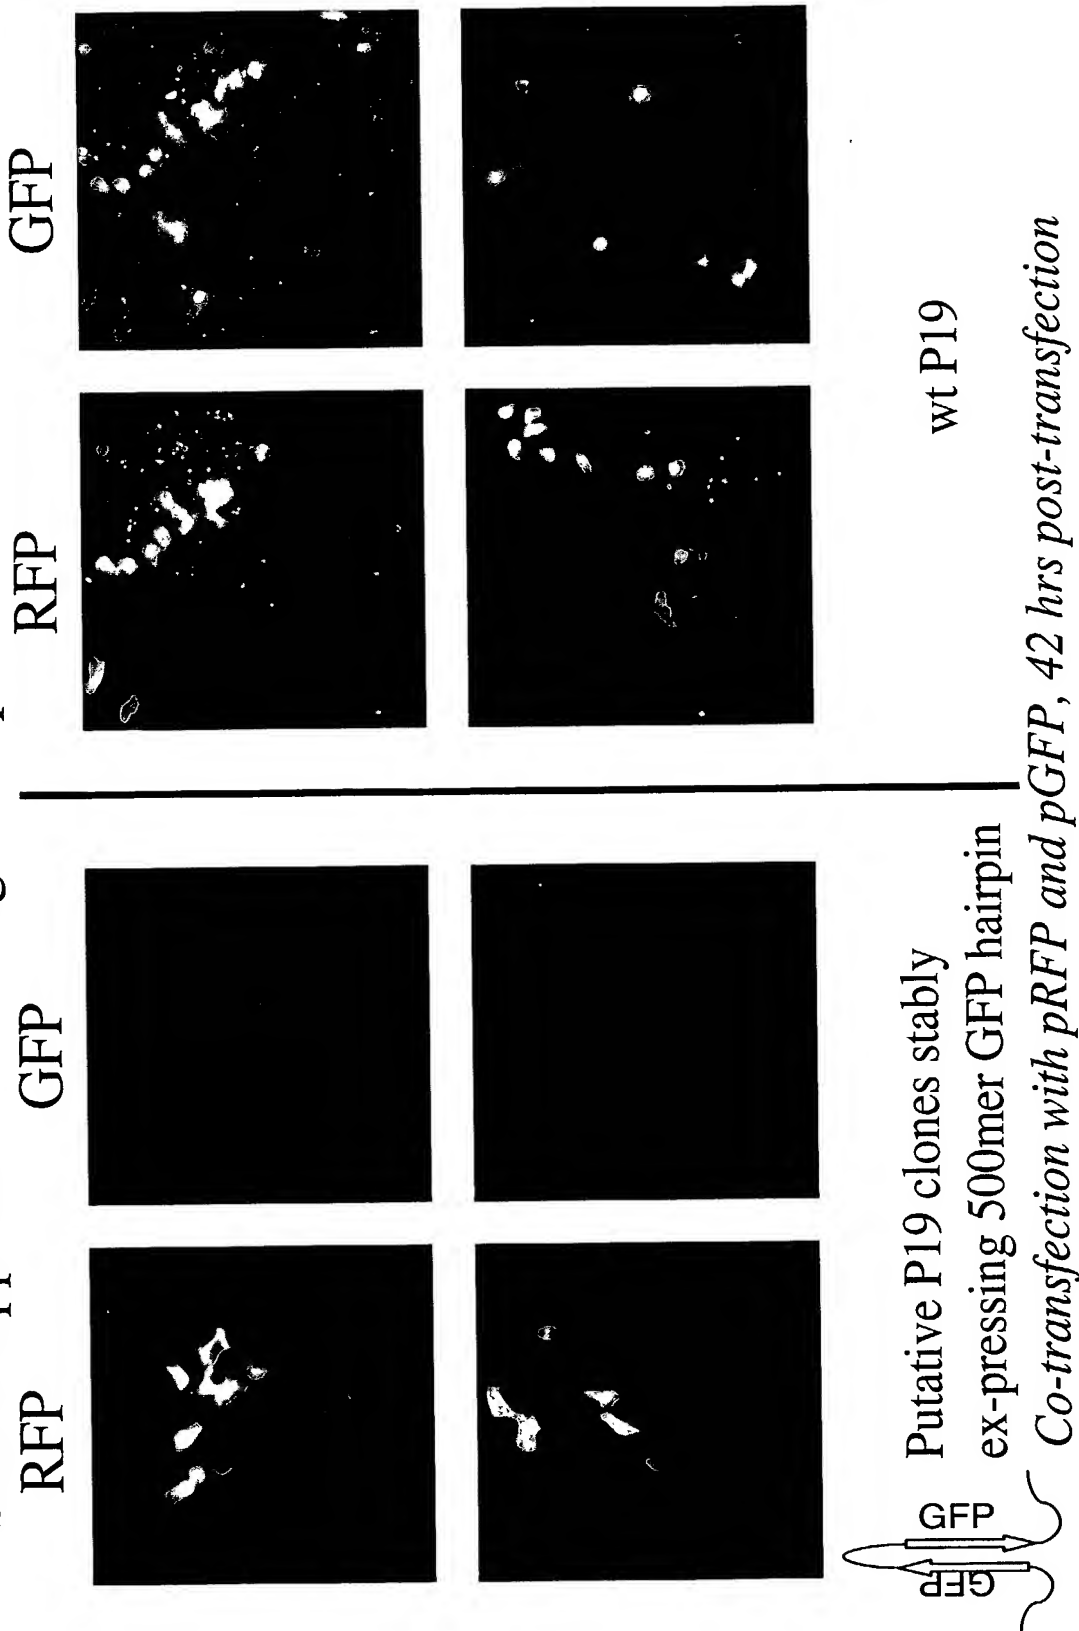 RFP
GFP
RFP
GFP
Putative P19 clones stably
ex-pressing 500mer GFP hairpin
wt P19
GFP
GFP
Co-transfection with pRFP and pGFP, 42 hrs post-transfection